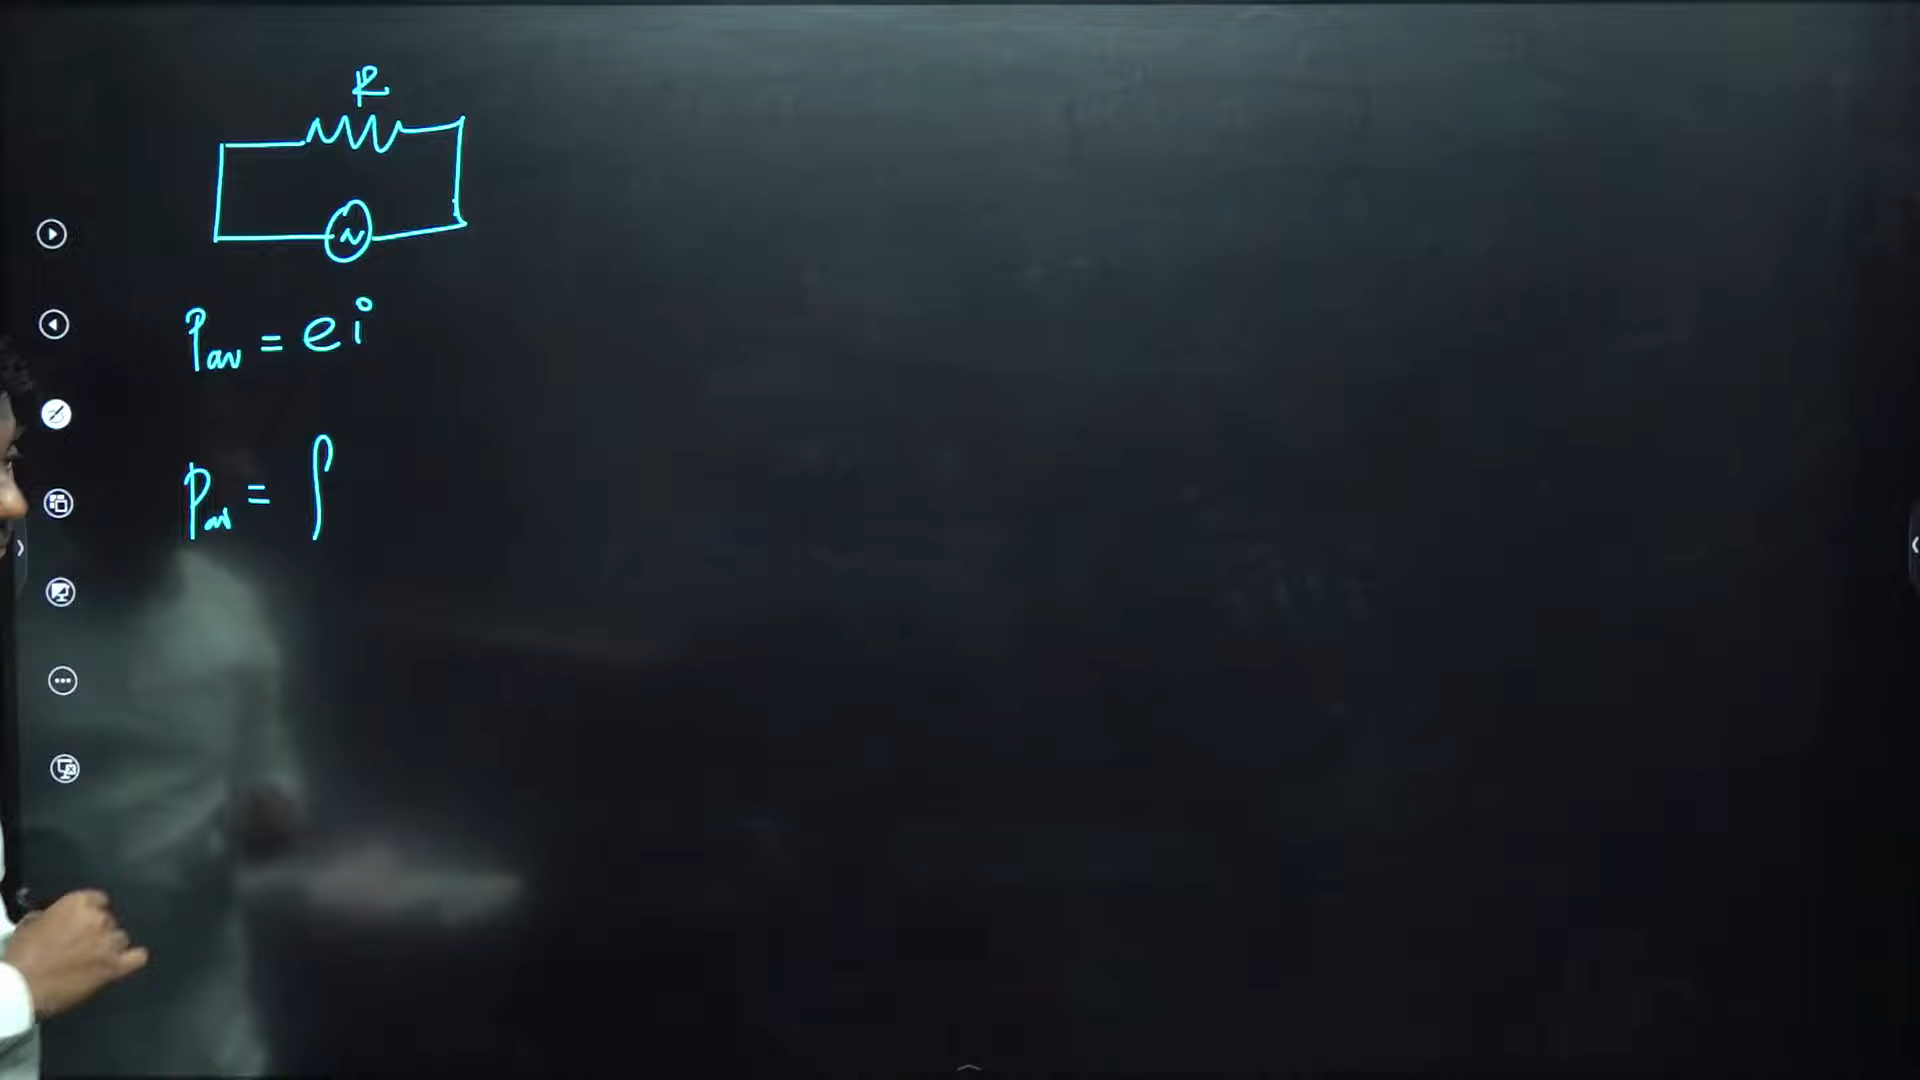 R
~
Pav = ei
Pav = ∫